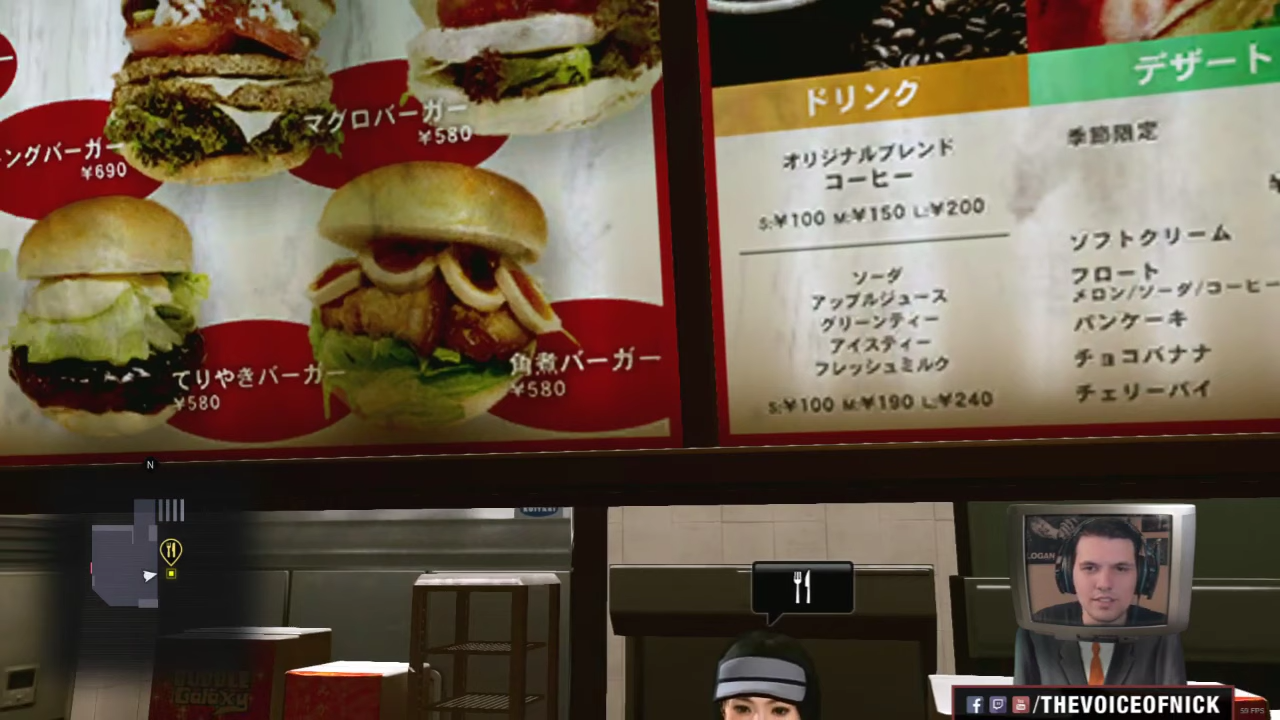 マグロバーガー
¥580
ングバーガー
¥690
てりやきバーガー
¥580
角煮バーガー
¥580
ドリンク
オリジナルブレンド
コーヒー
S:¥100 M:¥150 L:¥200
ソーダ
アップルジュース
グリーンティー
アイスティー
フレッシュミルク
S:¥100 M:¥190 L:¥240
デザート
季節限定
ソフトクリーム
フロート
メロン/ソーダ/コーヒー
パンケーキ
チョコバナナ
チェリーパイ
N
Galaxy
LOGAN
/THEVOICEOFNICK